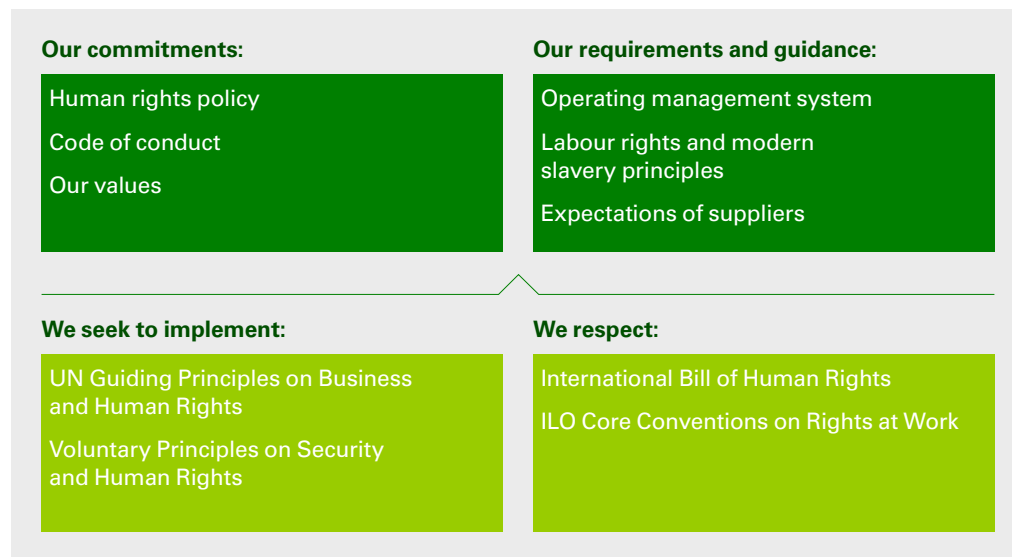 Our commitments:
Human rights policy
Code of conduct
Our values
Our requirements and guidance:
Operating management system
Labour rights and modern
slavery principles
Expectations of suppliers
We seek to implement:
UN Guiding Principles on Business
and Human Rights
Voluntary Principles on Security
and Human Rights
We respect:
International Bill of Human Rights
ILO Core Conventions on Rights at Work